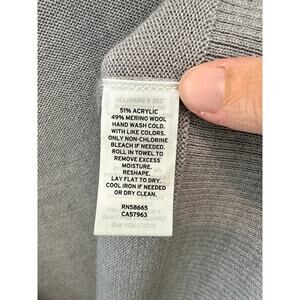 51% ACRYLIC
49% MERINO WOOL
HAND WASH COLD.
WITH LIKE COLORS.
ONLY NON-CHLORINE
BLEACH IF NEEDED.
ROLL IN TOWEL TO
REMOVE EXCESS
MOISTURE.
RESHAPE.
LAY FLAT TO DRY.
COOL IRON IF NEEDED
OR DRY CLEAN.
RN58665
CA57963